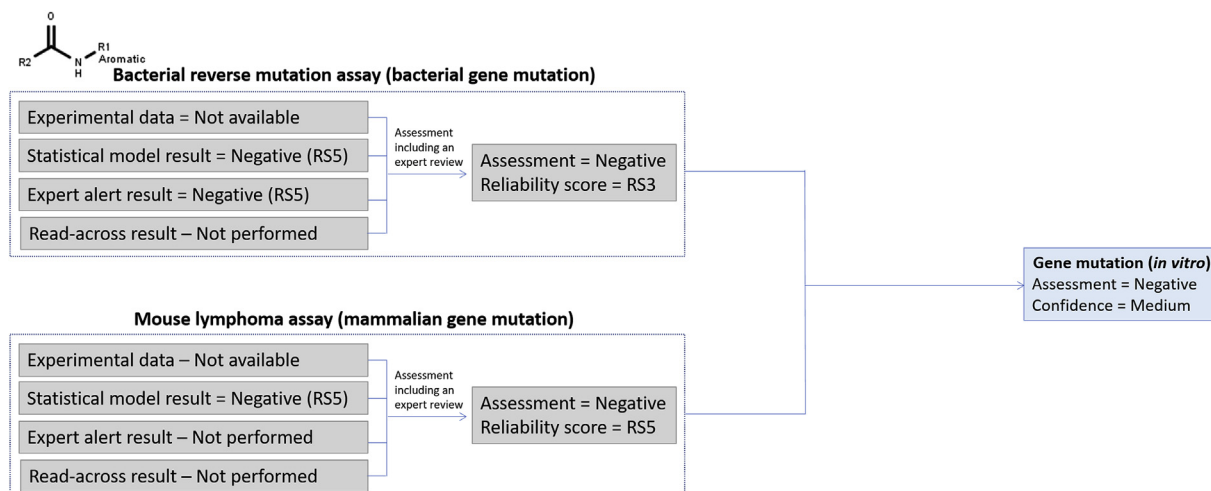 O
R2
N
H
R1
Aromatic
Bacterial reverse mutation assay (bacterial gene mutation)
Experimental data = Not available
Statistical model result = Negative (RS5)
Expert alert result = Negative (RS5)
Read-across result – Not performed
Assessment
including an
expert review
Assessment = Negative
Reliability score = RS3
Gene mutation (in vitro)
Assessment = Negative
Confidence = Medium
Mouse lymphoma assay (mammalian gene mutation)
Experimental data – Not available
Statistical model result = Negative (RS5)
Expert alert result – Not performed
Read-across result – Not performed
Assessment
including an
expert review
Assessment = Negative
Reliability score = RS5